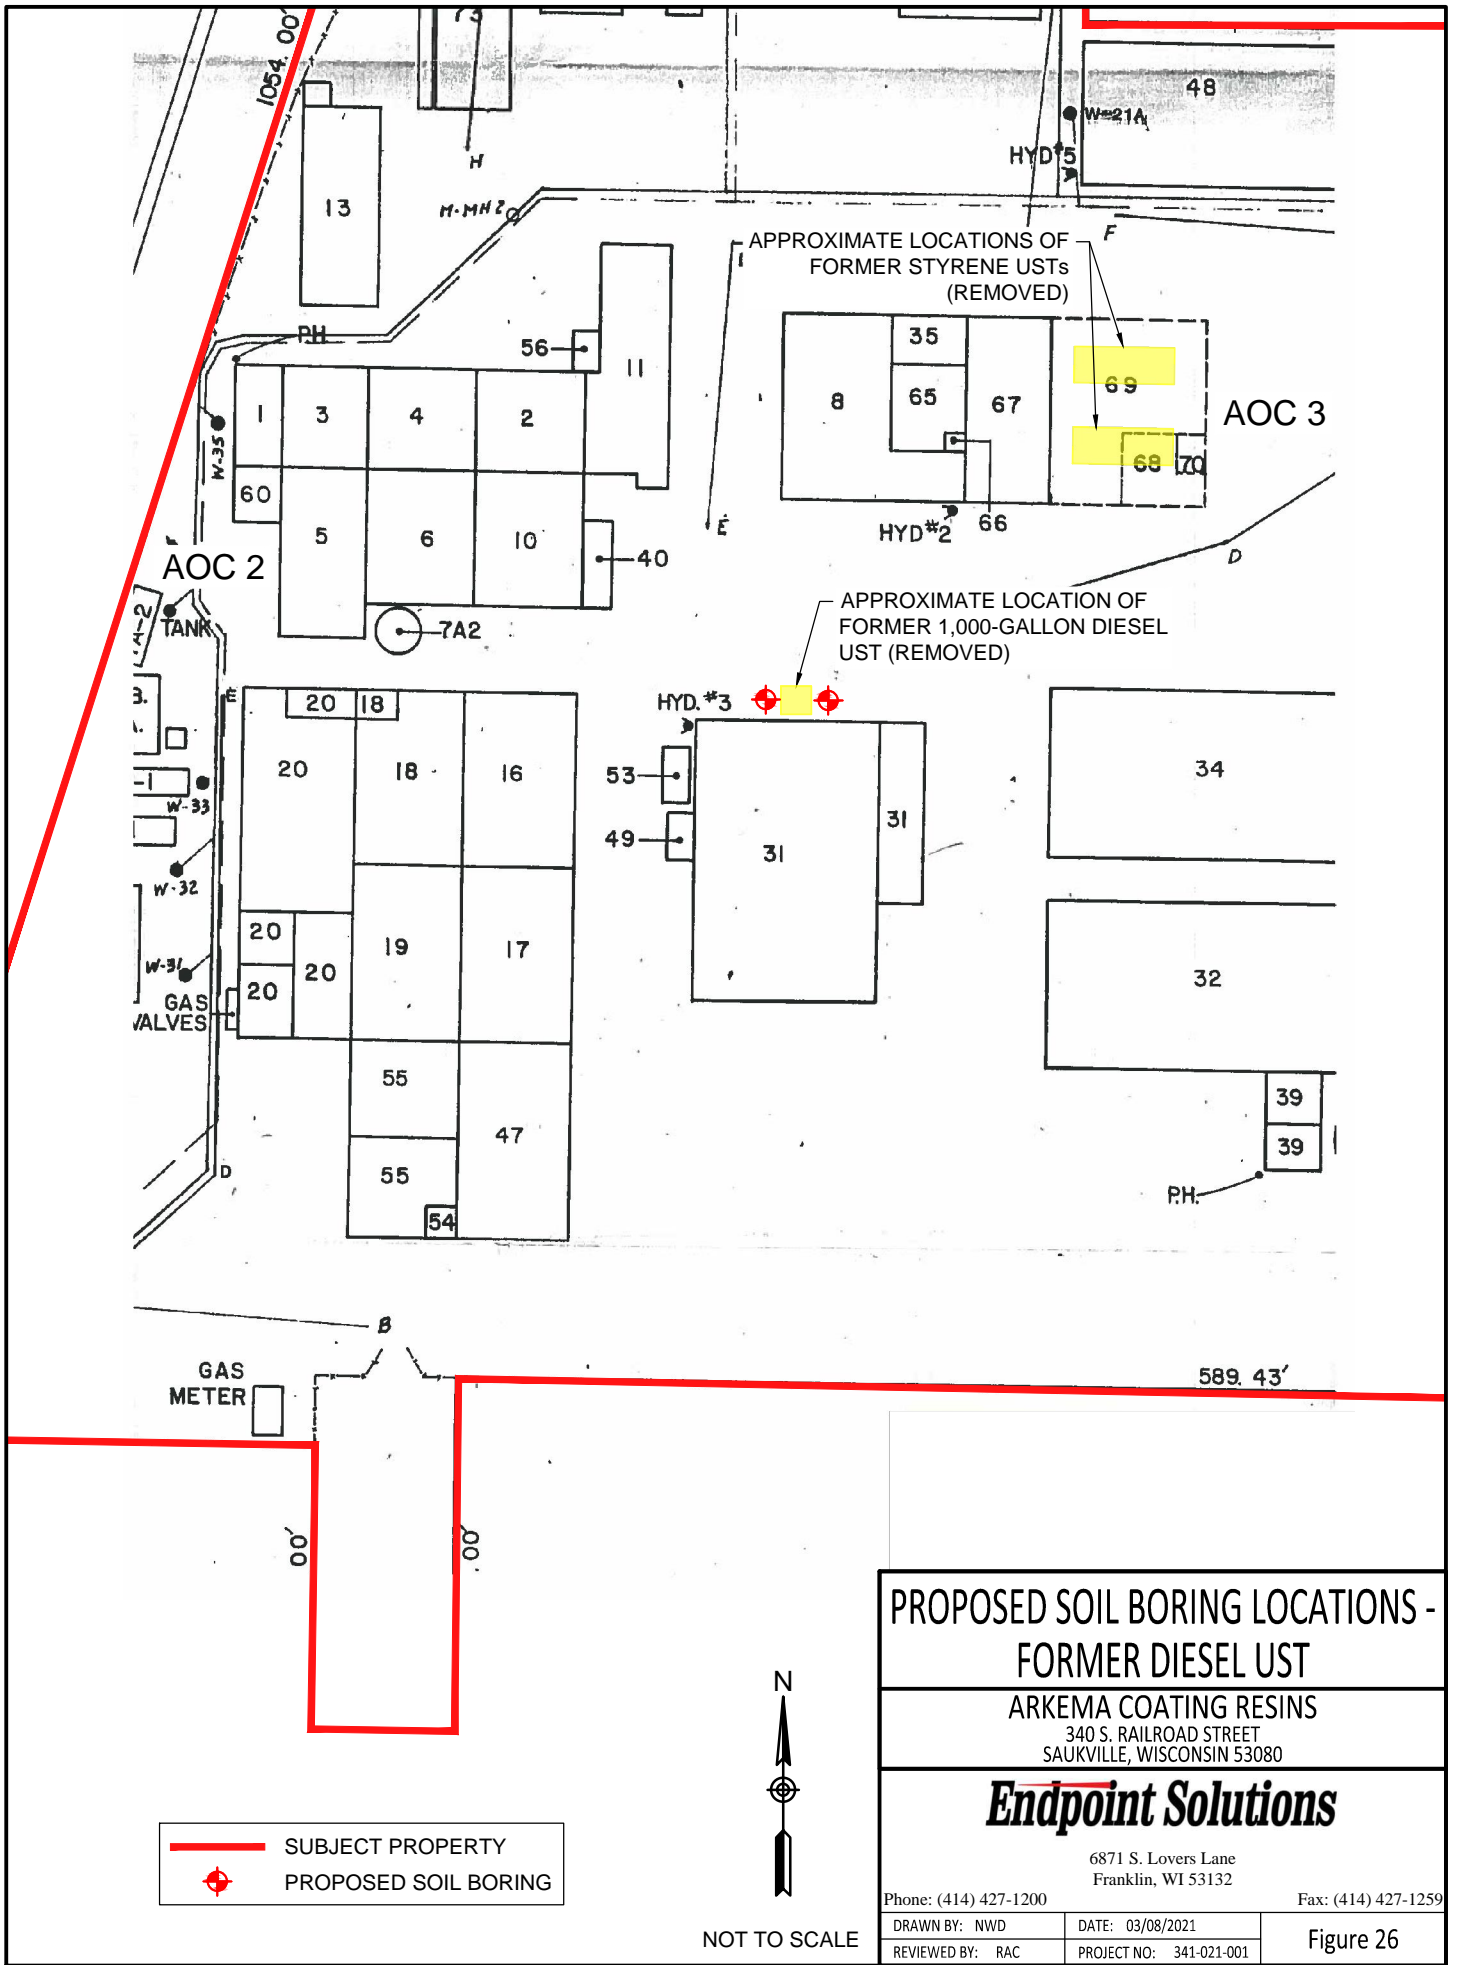 1054. 00'
73
48
W-21A
HYD#5
H
13
M-MH2
F
APPROXIMATE LOCATIONS OF
FORMER STYRENE USTs
(REMOVED)
I
P.H.
56
11
35
8
65
67
69
AOC 3
1
3
4
2
W-35
60
68
70
5
6
10
E
HYD#2
66
40
D
AOC 2
TANK
7A2
APPROXIMATE LOCATION OF
FORMER 1,000-GALLON DIESEL
UST (REMOVED)
E
20
18
HYD. #3
20
18
16
53
34
W-33
49
31
31
W-32
20
19
17
20
W-31
20
32
GAS
VALVES
55
39
47
39
55
D
P.H.
54
B
GAS
METER
589. 43'
00'
00'
PROPOSED SOIL BORING LOCATIONS -
FORMER DIESEL UST
N
ARKEMA COATING RESINS
340 S. RAILROAD STREET
SAUKVILLE, WISCONSIN 53080
Endpoint Solutions
SUBJECT PROPERTY
PROPOSED SOIL BORING
6871 S. Lovers Lane
Franklin, WI 53132
Phone: (414) 427-1200 Fax: (414) 427-1259
NOT TO SCALE
DRAWN BY: NWD DATE: 03/08/2021
REVIEWED BY: RAC PROJECT NO: 341-021-001
Figure 26